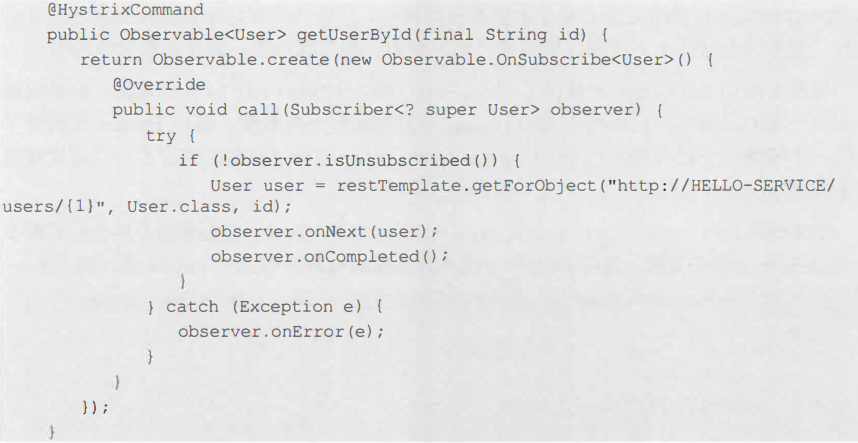 @HystrixCommand
public Observable<User> getUserById(final String id) {
return Observable.create(new Observable.OnSubscribe<User>() {
@Override
public void call(Subscriber<? super User> observer) {
try {
if (!observer.isUnsubscribed()) {
User user = restTemplate.getForObject("http://HELLO-SERVICE/
users/{1}", User.class, id);
observer.onNext(user);
observer.onCompleted();
}
} catch (Exception e) {
observer.onError(e);
}
}
});
}